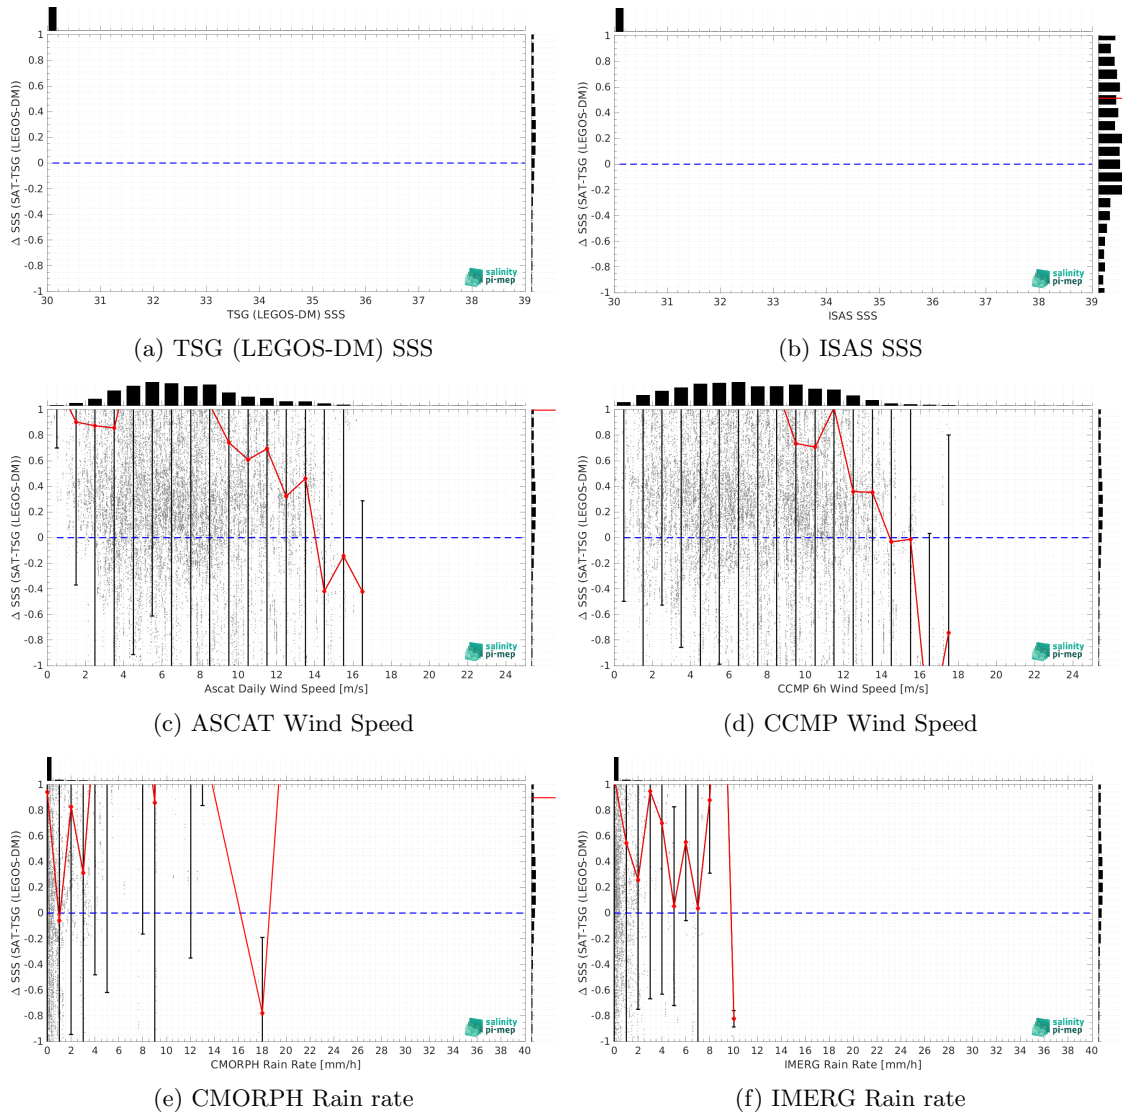 1
0.8
0.6
0.4
0.2
0
-0.2
-0.4
-0.6
-0.8
-1
Δ SSS (SAT-TSG (LEGOS-DM))
salinity
pi-mep
30 31 32 33 34 35 36 37 38 39
TSG (LEGOS-DM) SSS
(a) TSG (LEGOS-DM) SSS
1
0.8
0.6
0.4
0.2
0
-0.2
-0.4
-0.6
-0.8
-1
Δ SSS (SAT-TSG (LEGOS-DM))
salinity
pi-mep
30 31 32 33 34 35 36 37 38 39
ISAS SSS
(b) ISAS SSS
1
0.8
0.6
0.4
0.2
0
-0.2
-0.4
-0.6
-0.8
-1
Δ SSS (SAT-TSG (LEGOS-DM))
salinity
pi-mep
0 2 4 6 8 10 12 14 16 18 20 22 24
Ascat Daily Wind Speed [m/s]
(c) ASCAT Wind Speed
1
0.8
0.6
0.4
0.2
0
-0.2
-0.4
-0.6
-0.8
-1
Δ SSS (SAT-TSG (LEGOS-DM))
salinity
pi-mep
0 2 4 6 8 10 12 14 16 18 20 22 24
CCMP 6h Wind Speed [m/s]
(d) CCMP Wind Speed
1
0.8
0.6
0.4
0.2
0
-0.2
-0.4
-0.6
-0.8
-1
Δ SSS (SAT-TSG (LEGOS-DM))
salinity
pi-mep
0 2 4 6 8 10 12 14 16 18 20 22 24 26 28 30 32 34 36 38 40
CMORPH Rain Rate [mm/h]
(e) CMORPH Rain rate
1
0.8
0.6
0.4
0.2
0
-0.2
-0.4
-0.6
-0.8
-1
Δ SSS (SAT-TSG (LEGOS-DM))
salinity
pi-mep
0 2 4 6 8 10 12 14 16 18 20 22 24 26 28 30 32 34 36 38 40
IMERG Rain Rate [mm/h]
(f) IMERG Rain rate